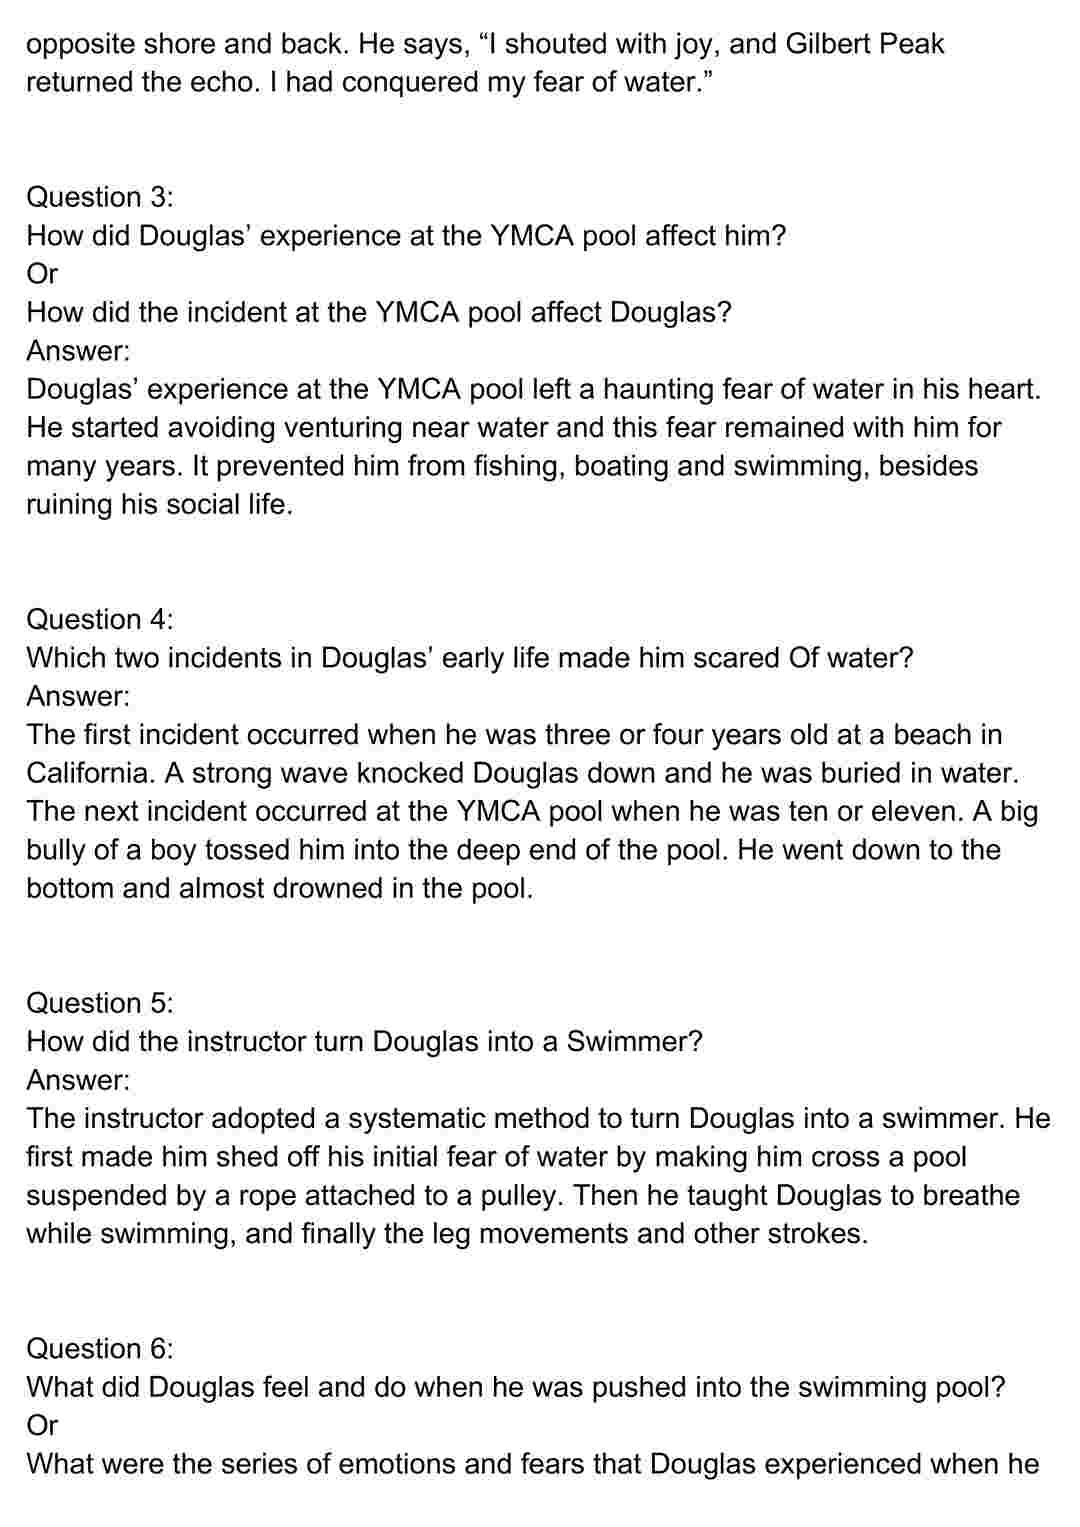 opposite shore and back. He says, “I shouted with joy, and Gilbert Peak
returned the echo. I had conquered my fear of water.”
Question 3:
How did Douglas’ experience at the YMCA pool affect him?
Or
How did the incident at the YMCA pool affect Douglas?
Answer:
Douglas’ experience at the YMCA pool left a haunting fear of water in his heart.
He started avoiding venturing near water and this fear remained with him for
many years. It prevented him from fishing, boating and swimming, besides
ruining his social life.
Question 4:
Which two incidents in Douglas’ early life made him scared Of water?
Answer:
The first incident occurred when he was three or four years old at a beach in
California. A strong wave knocked Douglas down and he was buried in water.
The next incident occurred at the YMCA pool when he was ten or eleven. A big
bully of a boy tossed him into the deep end of the pool. He went down to the
bottom and almost drowned in the pool.
Question 5:
How did the instructor turn Douglas into a Swimmer?
Answer:
The instructor adopted a systematic method to turn Douglas into a swimmer. He
first made him shed off his initial fear of water by making him cross a pool
suspended by a rope attached to a pulley. Then he taught Douglas to breathe
while swimming, and finally the leg movements and other strokes.
Question 6:
What did Douglas feel and do when he was pushed into the swimming pool?
Or
What were the series of emotions and fears that Douglas experienced when he